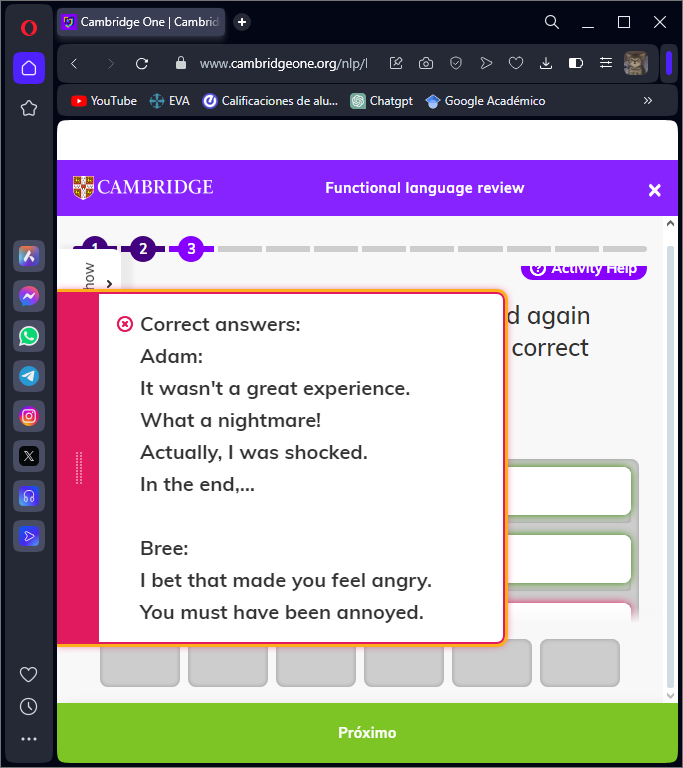 Cambridge One | Cambrid
www.cambridgeone.org/nlp/l
YouTube
EVA
Calificaciones de alu...
Chatgpt
Google Académico
CAMBRIDGE
Functional language review
1
2
3
Activity Help
how
d again
correct
Correct answers:
Adam:
It wasn't a great experience.
What a nightmare!
Actually, I was shocked.
In the end,...
Bree:
I bet that made you feel angry.
You must have been annoyed.
Próximo